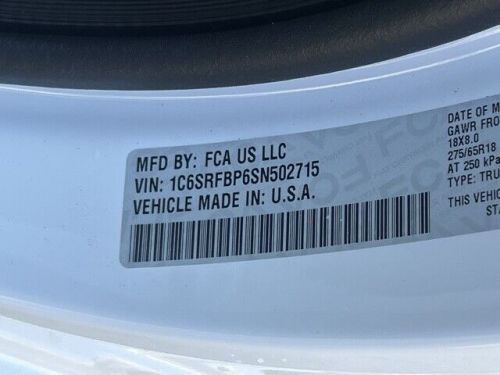 MFD BY: FCA US LLC
VIN: 1C6SRFBP6SN502715
VEHICLE MADE IN: U.S.A.
DATE OF M
GAWR FRO
18X8.0
275/65R18
AT 250 kPa
TYPE: TRU
THIS VEHIC
STA